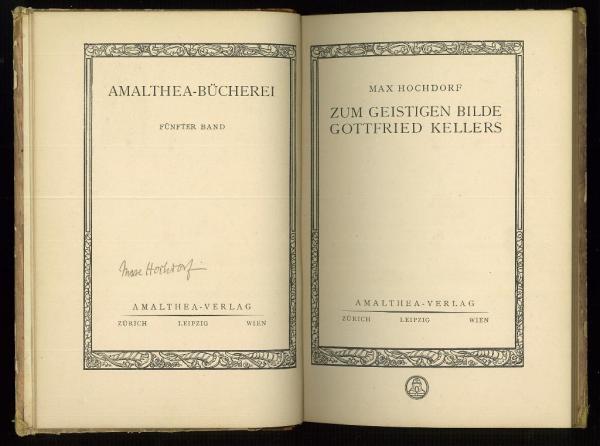 AMALTHEA-BÜCHEREI
FÜNFTER BAND
Max Hochdorf
AMALTHEA-VERLAG
ZÜRICH LEIPZIG WIEN
MAX HOCHDORF
ZUM GEISTIGEN BILDE
GOTTFRIED KELLERS
AMALTHEA-VERLAG
ZÜRICH LEIPZIG WIEN